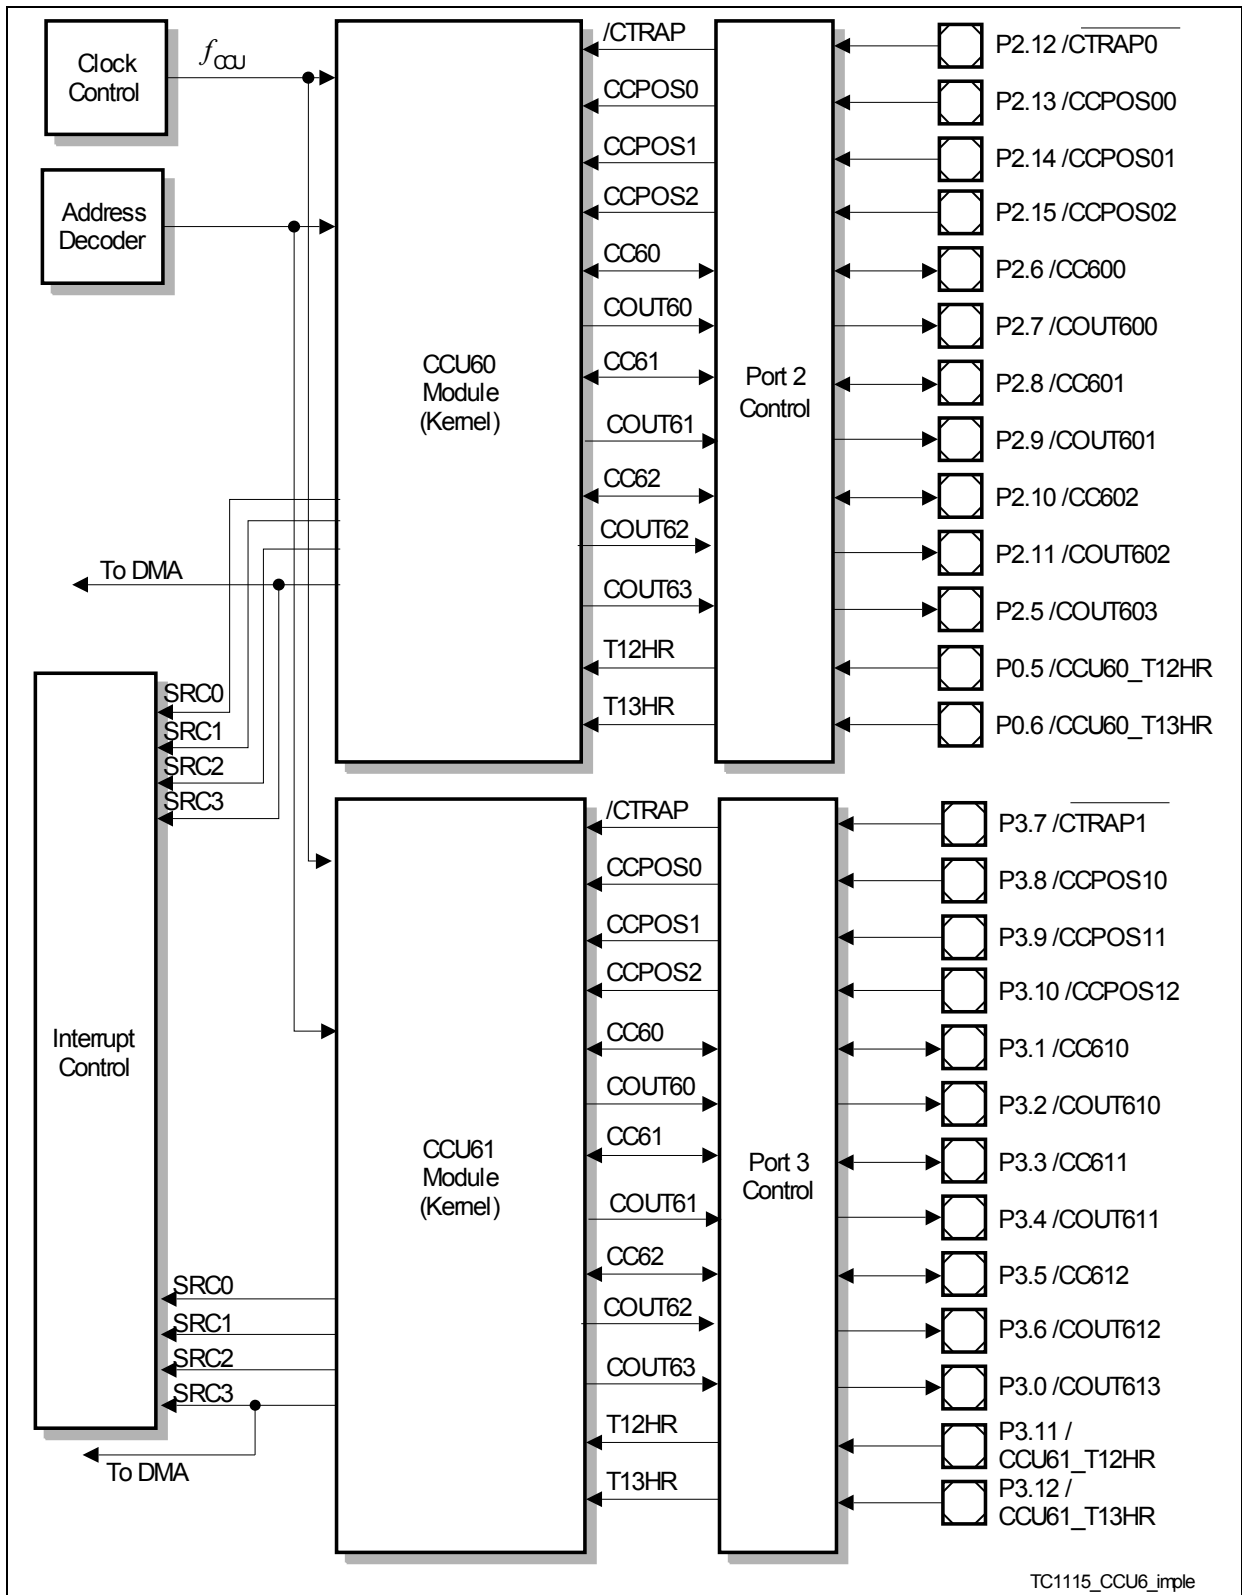 Clock
Control
fCCU
Address
Decoder
To DMA
SRC0
SRC1
SRC2
SRC3
Interrupt
Control
SRC0
SRC1
SRC2
SRC3
To DMA
CCU60
Module
(Kernel)
/CTRAP
CCPOS0
CCPOS1
CCPOS2
CC60
COUT60
CC61
COUT61
CC62
COUT62
COUT63
T12HR
T13HR
Port 2
Control
P2.12 /CTRAP0
P2.13 /CCPOS00
P2.14 /CCPOS01
P2.15 /CCPOS02
P2.6 /CC600
P2.7 /COUT600
P2.8 /CC601
P2.9 /COUT601
P2.10 /CC602
P2.11 /COUT602
P2.5 /COUT603
P0.5 /CCU60_T12HR
P0.6 /CCU60_T13HR
CCU61
Module
(Kernel)
/CTRAP
CCPOS0
CCPOS1
CCPOS2
CC60
COUT60
CC61
COUT61
CC62
COUT62
COUT63
T12HR
T13HR
Port 3
Control
P3.7 /CTRAP1
P3.8 /CCPOS10
P3.9 /CCPOS11
P3.10 /CCPOS12
P3.1 /CC610
P3.2 /COUT610
P3.3 /CC611
P3.4 /COUT611
P3.5 /CC612
P3.6 /COUT612
P3.0 /COUT613
P3.11 /
CCU61_T12HR
P3.12 /
CCU61_T13HR
TC1115_CCU6_imple